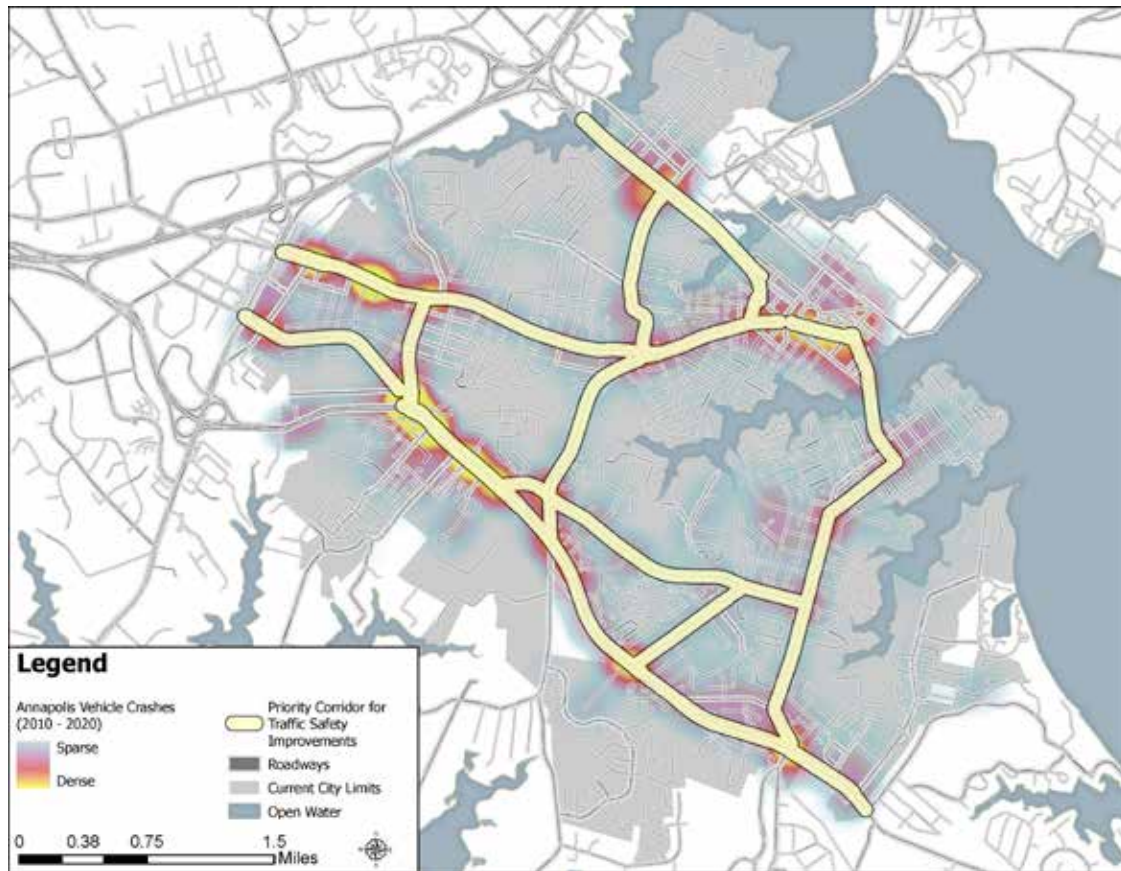 Legend
Annapolis Vehicle Crashes
(2010 - 2020)
Sparse
Dense
Priority Corridor for
Traffic Safety
Improvements
Roadways
Current City Limits
Open Water
0 0.38 0.75 1.5
Miles